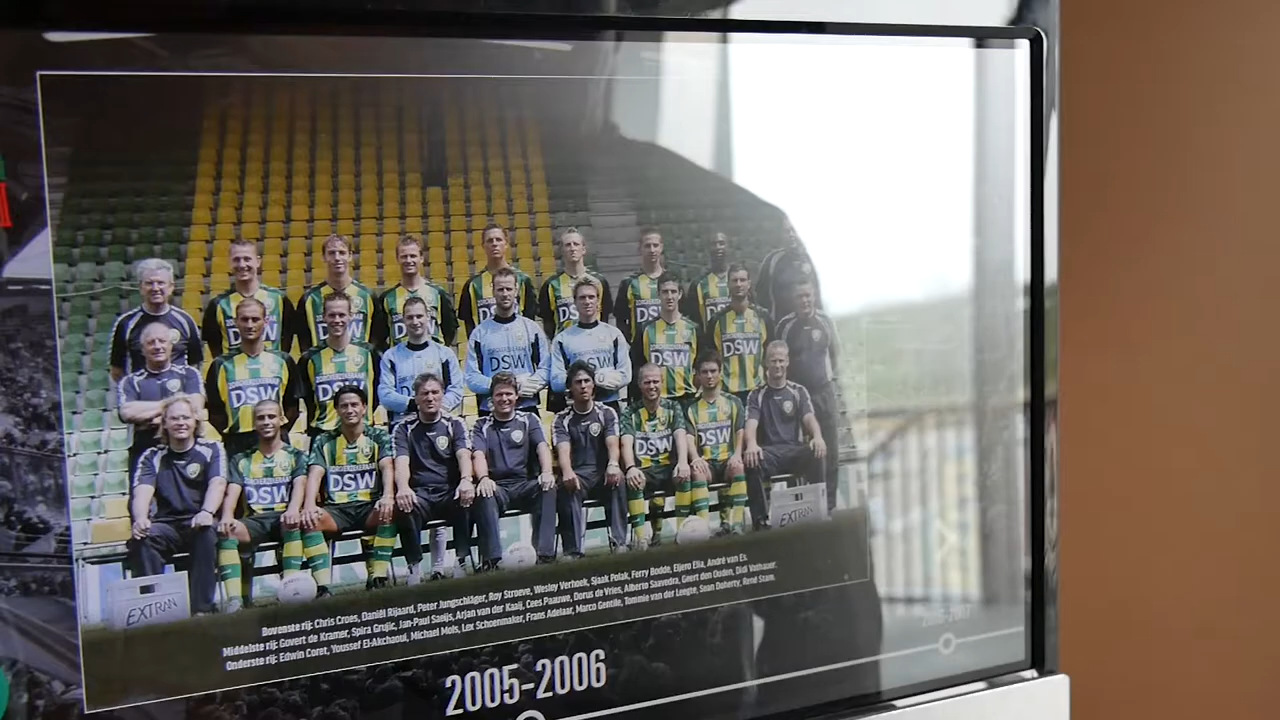 DSW DSW DSW DSW DSW
DSW DSW DSW DSW DSW
DSW DSW DSW DSW
EXTRAN
EXTRAN
Bovenste rij: Chris Croes, Daniël Rijaard, Peter Jungschläger, Roy Stroeve, Wesley Verhoek, Sjaak Polak, Ferry Bodde, Eljero Elia, André van Es.
Middelste rij: Govert de Kramer, Spira Grujic, Jan-Paul Saeijs, Arjan van der Kaaij, Cees Paauwe, Dorus de Vries, Alberto Saavedra, Geert den Ouden, Didi Vathauer.
Onderste rij: Edwin Coret, Youssef El-Akchaoui, Michael Mols, Lex Schoenmaker, Frans Adelaar, Marco Gentile, Tommie van der Leegte, Sean Doherty, René Stam.
2005-2006